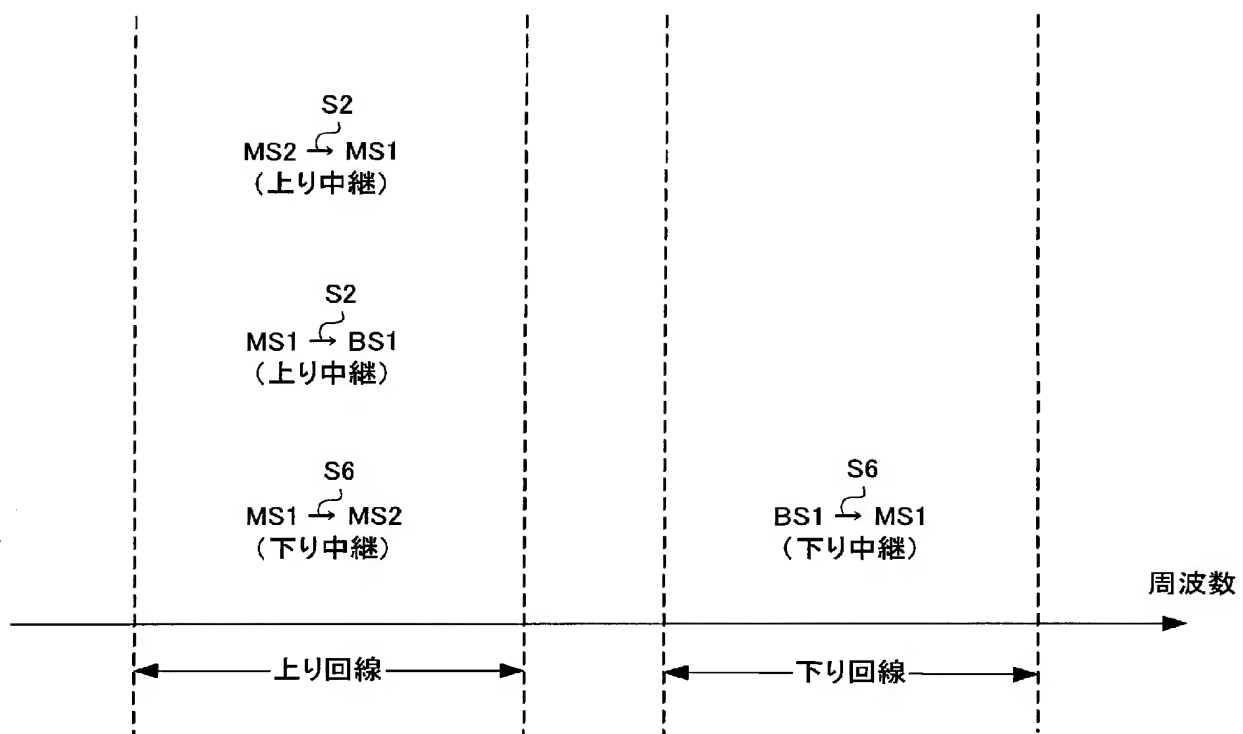 S2
MS2 → MS1
(上り中継)
S2
MS1 → BS1
(上り中継)
S6
MS1 → MS2
(下り中継)
S6
BS1 → MS1
(下り中継)
周波数
上り回線
下り回線